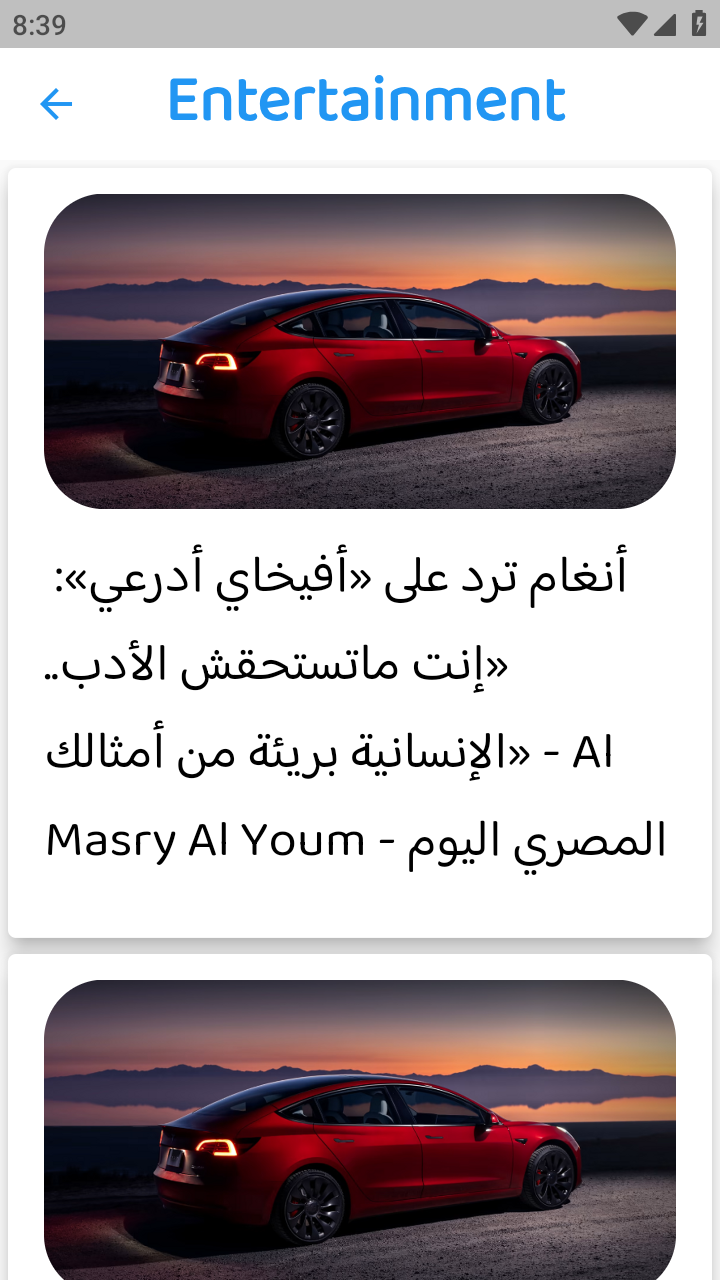 8:39
Entertainment
أنغام ترد على «أفيخاي أدرعي»:
«إنت ماتستحقش الأدب..
الإنسانية بريئة من أمثالك» - Al
Masry Al Youm - المصري اليوم